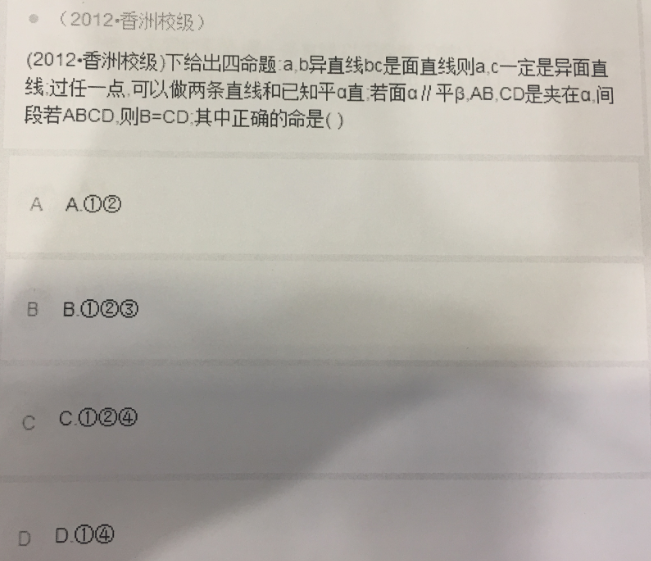 （2012•香洲校级）
(2012•香洲校级)下给出四命题:a,b异直线bc是面直线则a,c一定是异面直
线;过任一点,可以做两条直线和已知平α直;若面α∥平β,AB,CD是夹在α,间
段若ABCD,则B=CD;其中正确的命是( )
A A.①②
B B.①②③
C C.①②④
D D.①④